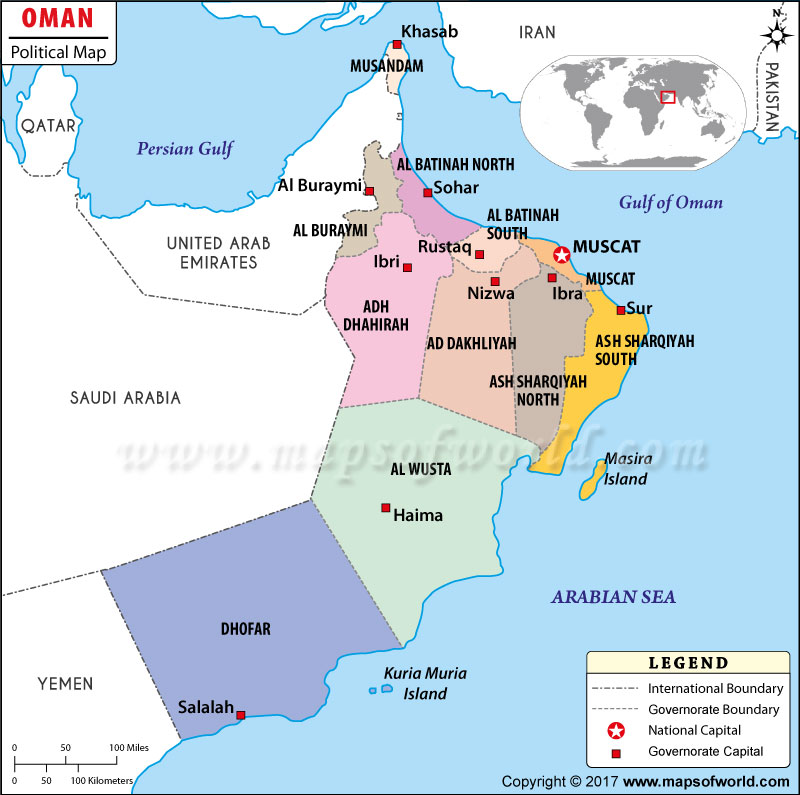 OMAN
Political Map
Khasab
IRAN
N
MUSANDAM
PAKISTAN
QATAR
Persian Gulf
AL BATINAH NORTH
Al Buraymi
Sohar
Gulf of Oman
AL BURAYMI
AL BATINAH
SOUTH
UNITED ARAB
EMIRATES
Rustaq
MUSCAT
Ibri
MUSCAT
Nizwa
Ibra
Sur
ADH
DHAHIRAH
AD DAKHLIYAH
ASH SHARQIYAH
SOUTH
ASH SHARQIYAH
NORTH
SAUDI ARABIA
www.mapsofworld.com
AL WUSTA
Masira
Island
Haima
ARABIAN SEA
DHOFAR
Kuria Muria
Island
YEMEN
Salalah
LEGEND
International Boundary
Governorate Boundary
National Capital
Governorate Capital
0 50 100 Miles
0 50 100 Kilometers
Copyright © 2017 www.mapsofworld.com